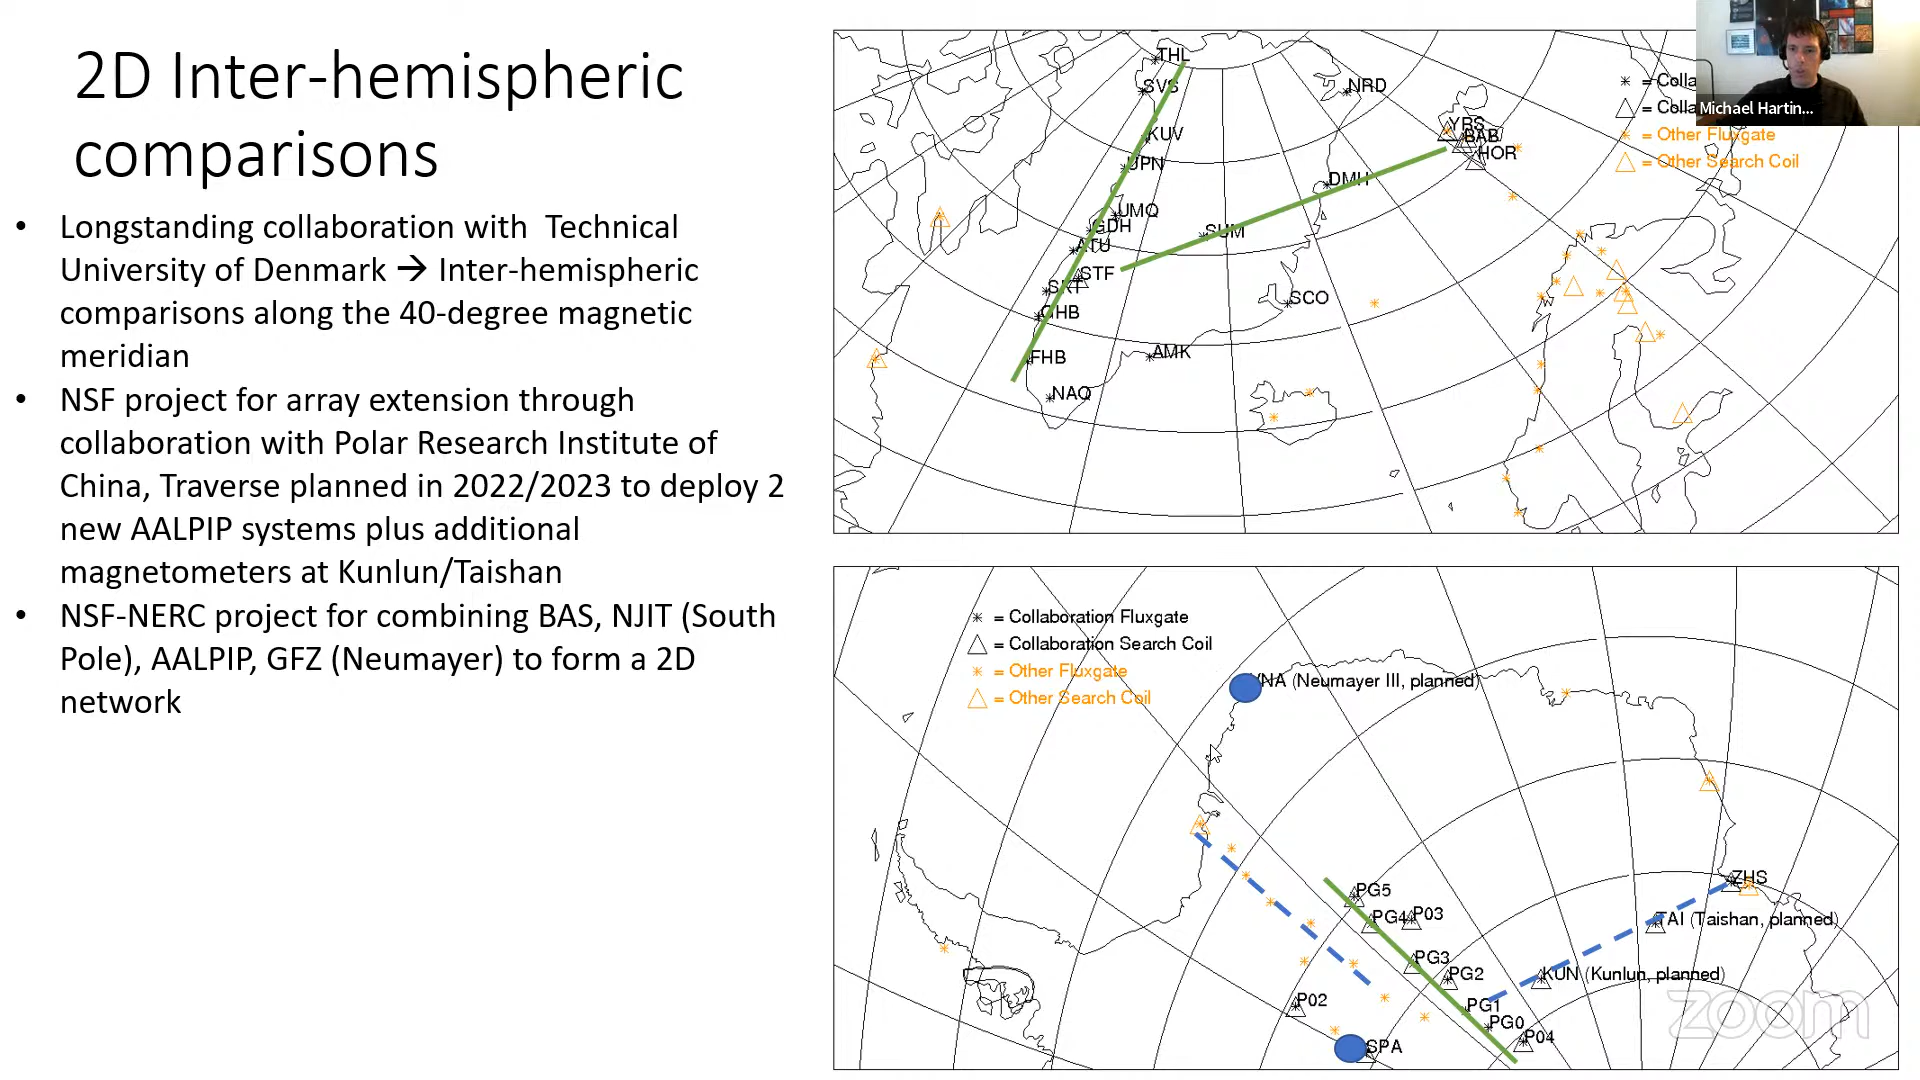 2D Inter-hemispheric
comparisons
• Longstanding collaboration with Technical
University of Denmark → Inter-hemispheric
comparisons along the 40-degree magnetic
meridian
• NSF project for array extension through
collaboration with Polar Research Institute of
China, Traverse planned in 2022/2023 to deploy 2
new AALPIP systems plus additional
magnetometers at Kunlun/Taishan
• NSF-NERC project for combining BAS, NJIT (South
Pole), AALPIP, GFZ (Neumayer) to form a 2D
network
THL
SVS
KUV
UPN
UMQ
GDH
ATU
STF
SKT
GHB
FHB
NAQ
AMK
SCO
SUM
DMH
NRD
YRS
BAB
HOR
= Colla
= Colla
= Other Fluxgate
= Other Search Coil
Michael Hartin...
= Collaboration Fluxgate
= Collaboration Search Coil
= Other Fluxgate
= Other Search Coil
VNA (Neumayer III, planned)
PG5
PG4
P03
PG3
PG2
PG1
PG0
P04
P02
SPA
ZHS
TAI (Taishan, planned)
KUN (Kunlun, planned)
zoom